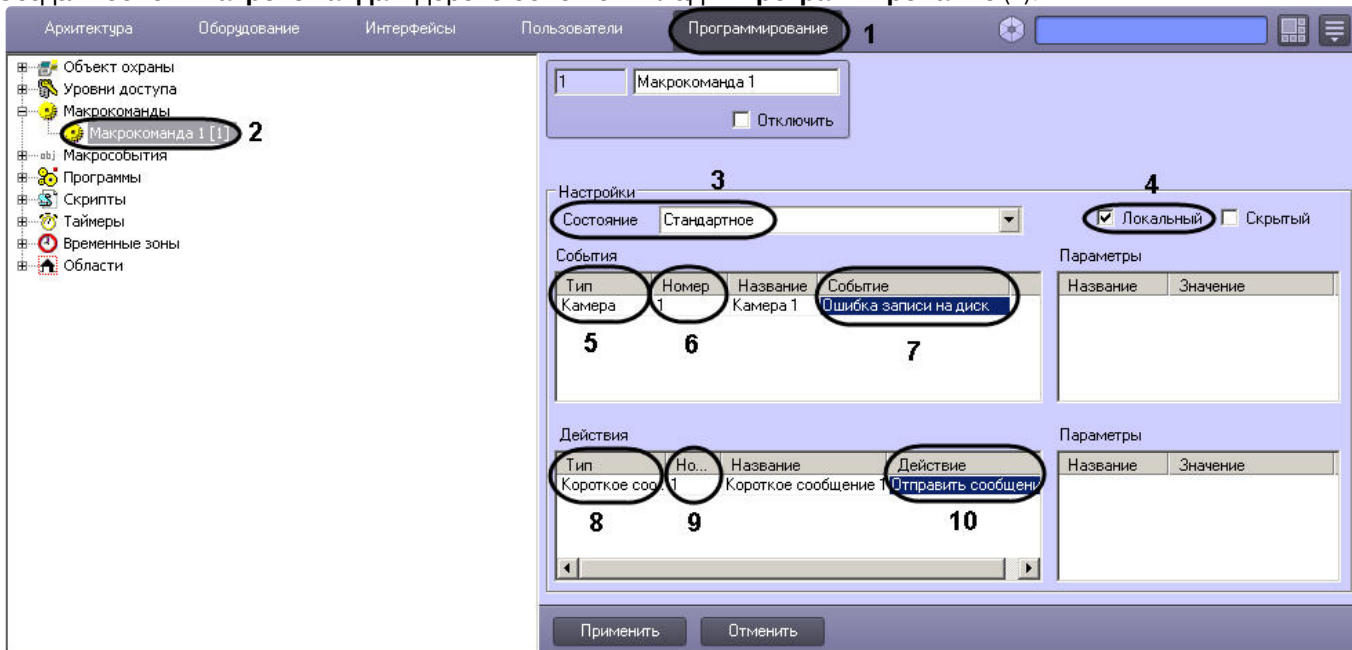 Архитектура Оборудование Интерфейсы Пользователи Программирование 1
Объект охраны
Уровни доступа
Макрокоманды
Макрокоманда 1 [1] 2
Макрособытия
Программы
Скрипты
Таймеры
Временные зоны
Области
1 Макрокоманда 1
Отключить
Настройки 3 4
Состояние Стандартное Локальный Скрытый
События Параметры
Тип Номер Название Событие Название Значение
Камера 1 Камера 1 Ошибка записи на диск
5 6 7
Действия Параметры
Тип Но... Название Действие Название Значение
Короткое соо 1 Короткое сообщение 1 Отправить сообщени
8 9 10
Применить Отменить